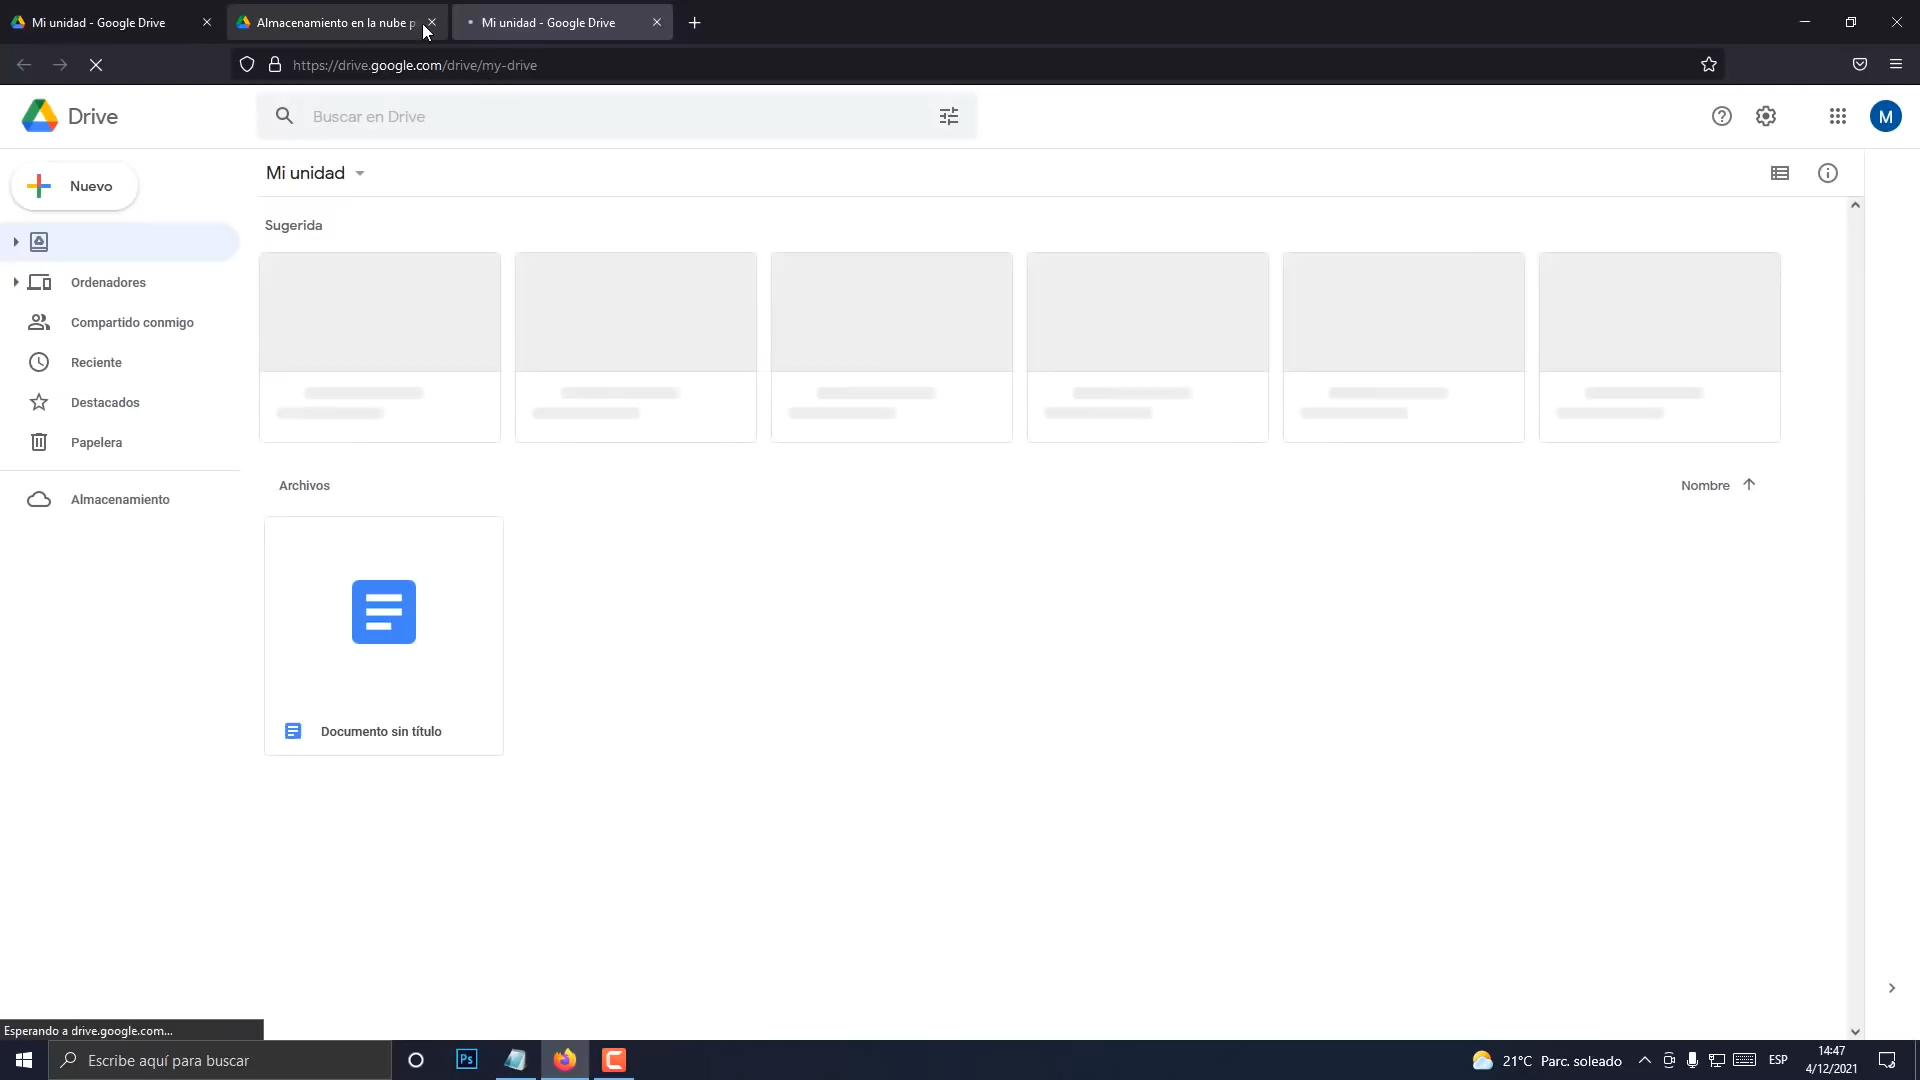 Mi unidad - Google Drive
Almacenamiento en la nube p
Mi unidad - Google Drive
https://drive.google.com/drive/my-drive
Drive
Buscar en Drive
M
Nuevo
Mi unidad
Sugerida
Ordenadores
Compartido conmigo
Reciente
Destacados
Papelera
Almacenamiento
Archivos
Nombre
Documento sin título
Esperando a drive.google.com...
Escribe aquí para buscar
Ps
21°C Parc. soleado
ESP
14:47
4/12/2021